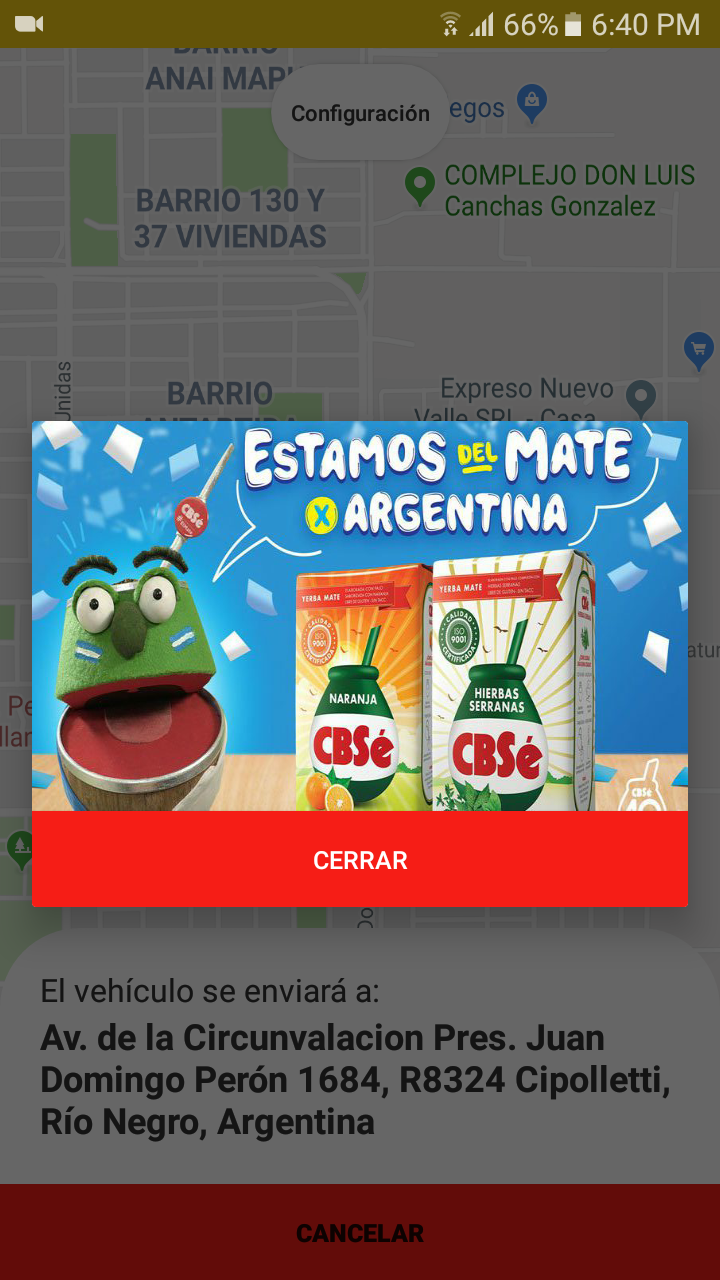 66% 6:40 PM
BARRIO
Configuración
egos
COMPLEJO DON LUIS
Canchas Gonzalez
BARRIO 130 Y
37 VIVIENDAS
Unidas
BARRIO
Expreso Nuevo
Valle SRL - Casa
ESTAMOS DEL MATE
X ARGENTINA
CBSé
YERBA MATE
CALIDAD
ISO
9001
CERTIFICADA
NARANJA
CBSé
YERBA MATE
CALIDAD
ISO
9001
CERTIFICADA
HIERBAS
SERRANAS
CBSé
CBSé
CERRAR
El vehículo se enviará a:
Av. de la Circunvalacion Pres. Juan
Domingo Perón 1684, R8324 Cipolletti,
Río Negro, Argentina
CANCELAR